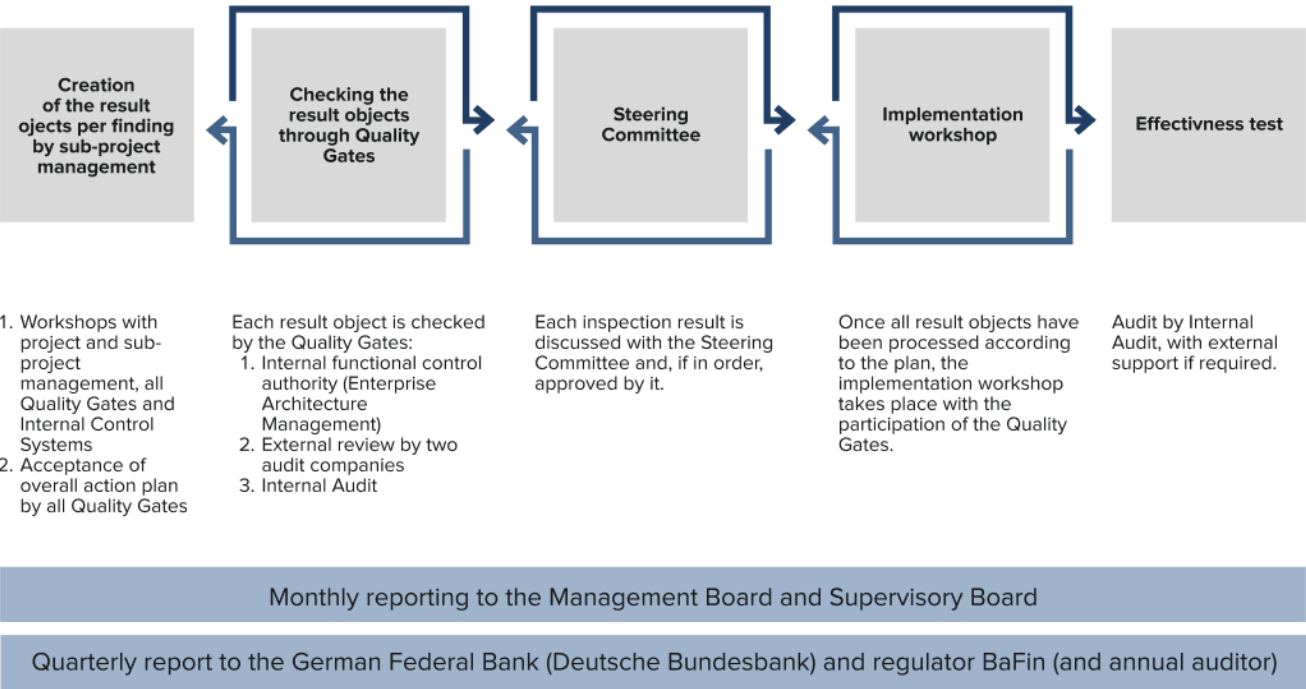 Creation
of the result
ojects per finding
by sub-project
management
Checking the
result objects
through Quality
Gates
Steering
Committee
Implementation
workshop
Effectivness test
1. Workshops with
project and sub-
project
management, all
Quality Gates and
Internal Control
Systems
2. Acceptance of
overall action plan
by all Quality Gates
Each result object is checked
by the Quality Gates:
1. Internal functional control
authority (Enterprise
Architecture
Management)
2. External review by two
audit companies
3. Internal Audit
Each inspection result is
discussed with the Steering
Committee and, if in order,
approved by it.
Once all result objects have
been processed according
to the plan, the
implementation workshop
takes place with the
participation of the Quality
Gates.
Audit by Internal
Audit, with external
support if required.
Monthly reporting to the Management Board and Supervisory Board
Quarterly report to the German Federal Bank (Deutsche Bundesbank) and regulator BaFin (and annual auditor)